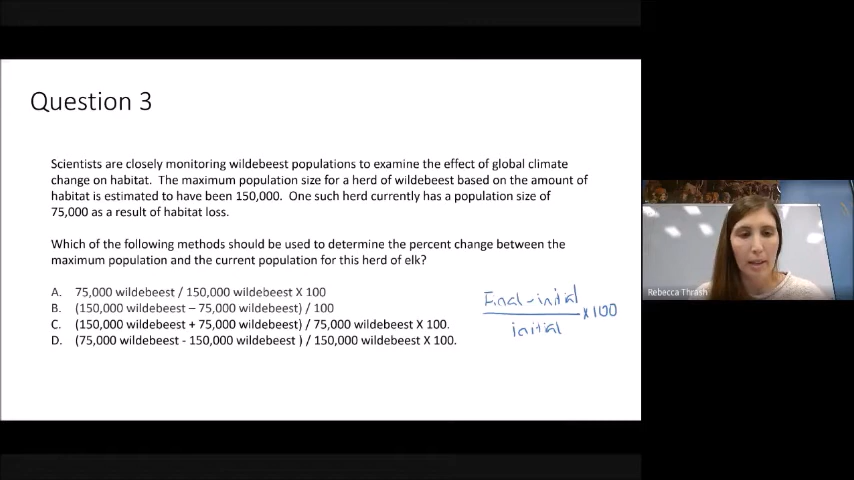 Question 3
Scientists are closely monitoring wildebeest populations to examine the effect of global climate
change on habitat. The maximum population size for a herd of wildebeest based on the amount of
habitat is estimated to have been 150,000. One such herd currently has a population size of
75,000 as a result of habitat loss.
Which of the following methods should be used to determine the percent change between the
maximum population and the current population for this herd of elk?
A. 75,000 wildebeest / 150,000 wildebeest X 100
B. (150,000 wildebeest – 75,000 wildebeest) / 100
C. (150,000 wildebeest + 75,000 wildebeest) / 75,000 wildebeest X 100.
D. (75,000 wildebeest - 150,000 wildebeest ) / 150,000 wildebeest X 100.
Final - initial
initial
x 100
Rebecca Thrash